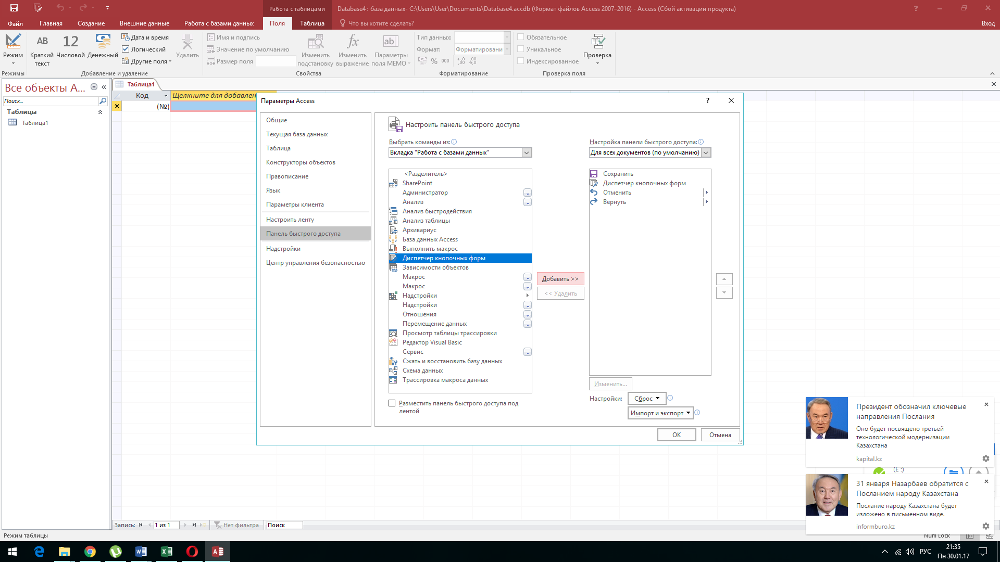 Работа с таблицами
Database4 : база данных- C:\Users\User\Documents\Database4.accdb (Формат файлов Access 2007–2016) - Access (Сбой активации продукта)
Файл
Главная
Создание
Внешние данные
Работа с базами данных
Поля
Таблица
Что вы хотите сделать?
Вход
Режим
Режимы
AB
Краткий
текст
12
Числовой
Денежный
Дата и время
Логический
Другие поля
Удалить
Добавление и удаление
Имя и подпись
Значение по умолчанию
Размер поля
Изменить
подстановку
fx
Изменить
выражение
ab|
Параметры
поля MEMO
Свойства
Тип данных:
Формат:
Форматировани
% 000
Форматирование
Обязательное
Уникальное
Индексированное
Проверка
Проверка поля
Все объекты A...
Поиск...
Таблицы
Таблица1
Таблица1
Код
Щелкните для добавлен
(№)
Параметры Access
?
Общие
Текущая база данных
Таблица
Конструкторы объектов
Правописание
Язык
Параметры клиента
Настроить ленту
Панель быстрого доступа
Надстройки
Центр управления безопасностью
Настроить панель быстрого доступа
Выбрать команды из:
Вкладка "Работа с базами данных"
<Разделитель>
SharePoint
Администратор
Анализ
Анализ быстродействия
Анализ таблицы
Архивариус
База данных Access
Выполнить макрос
Диспетчер кнопочных форм
Зависимости объектов
Макрос
Макрос
Надстройки
Надстройки
Отношения
Перемещение данных
Просмотр таблицы трассировки
Редактор Visual Basic
Сервис
Сжать и восстановить базу данных
Схема данных
Трассировка макроса данных
Разместить панель быстрого доступа под
лентой
Добавить >>
<< Удалить
Настройка панели быстрого доступа:
Для всех документов (по умолчанию)
Сохранить
Диспетчер кнопочных форм
Отменить
Вернуть
Изменить...
Настройки:
Сброс
Импорт и экспорт
ОК
Отмена
Президент обозначил ключевые
направления Послания
Оно будет посвящено третьей
технологической модернизации
Казахстана
kapital.kz
(E :)
31 января Назарбаев обратится с
Посланием народу Казахстана
Послание народу Казахстана будет
изложено в письменном виде.
informburo.kz
Запись:
1 из 1
Нет фильтра
Поиск
Режим таблицы
Num Lock
РУС
21:35
Пн 30.01.17